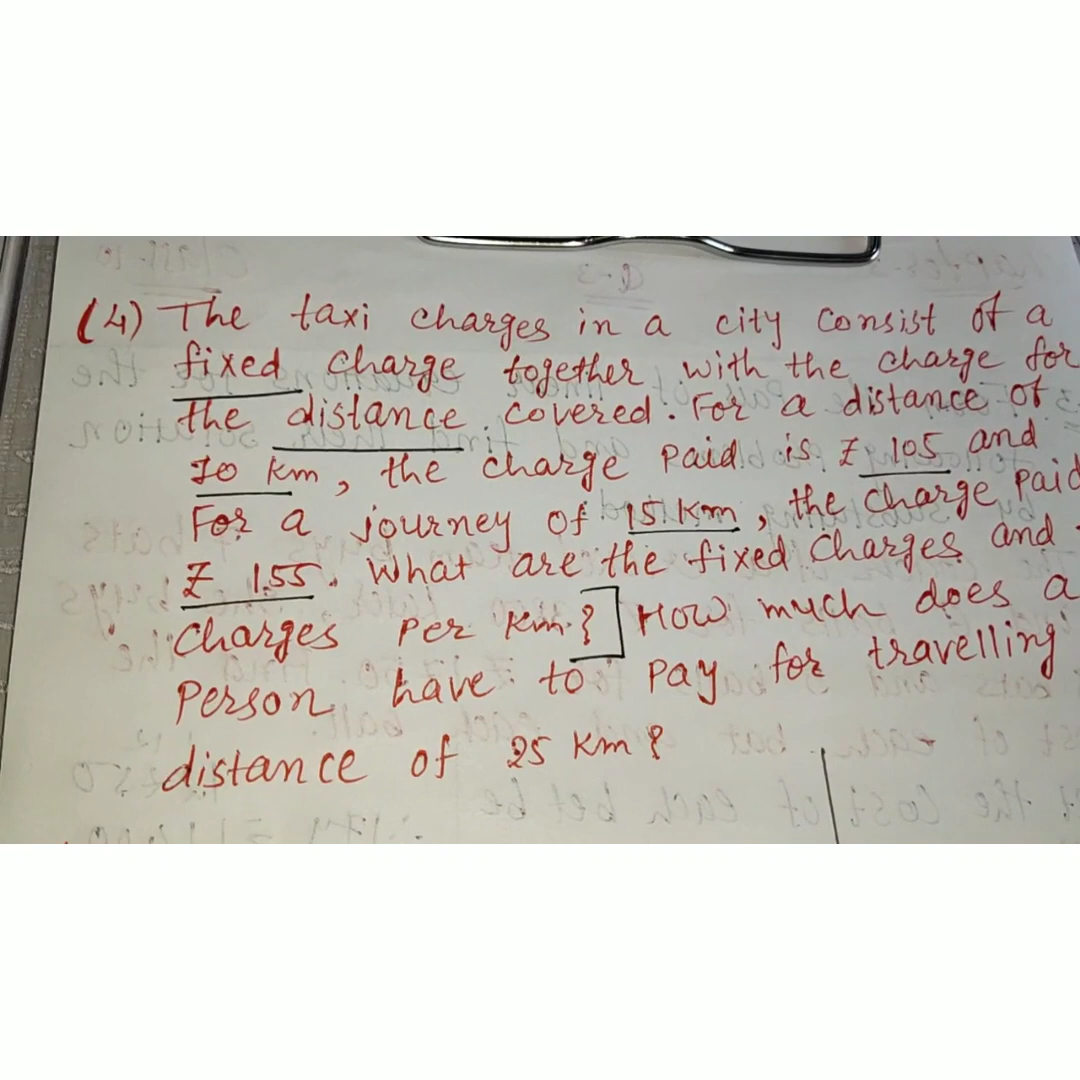 (4) The taxi charges in a city consist of a
fixed charge together with the charge for
the distance covered. For a distance of
10 km, the charge paid is ₹ 105 and
For a journey of 15 km, the charge paid
₹ 155. What are the fixed charges and
charges per km? How much does a
person have to pay for travelling
distance of 25 km?